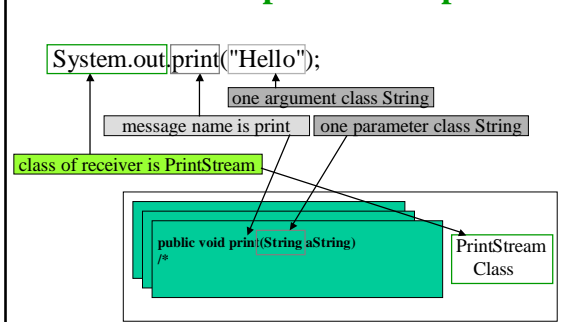 System.out.print("Hello");
one argument class String
message name is print one parameter class String
class of receiver is PrintStream
public void print(String aString)
/*
PrintStream
Class